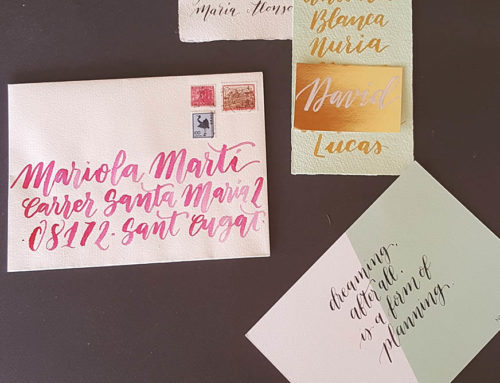 Maria Alonso
Blanca
Nuria
David
Lucas
Mariola Martí
Carrer Santa Maria 2
08172. Sant Cugat.
dreaming,
after all,
is a form of
planning.